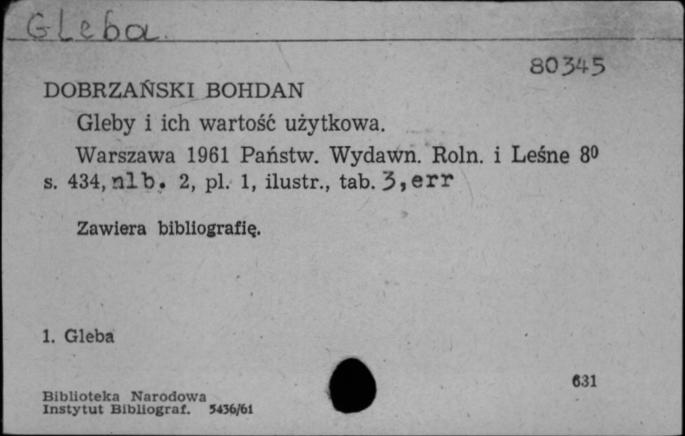 Gleba.
80345
DOBRZAŃSKI BOHDAN
Gleby i ich wartość użytkowa.
Warszawa 1961 Państw. Wydawn. Roln. i Leśne 8⁰
s. 434, nlb. 2, pl. 1, ilustr., tab. 3, err
Zawiera bibliografię.
1. Gleba
631
Biblioteka Narodowa
Instytut Bibliograf. 5436/61